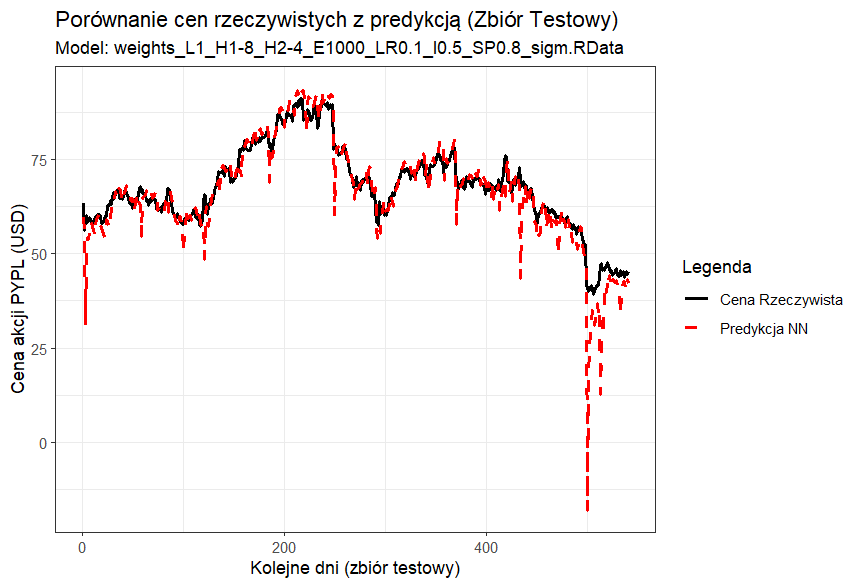 Porównanie cen rzeczywistych z predykcją (Zbiór Testowy)
Model: weights_L1_H1-8_H2-4_E1000_LR0.1_I0.5_SP0.8_sigm.RData
Cena akcji PYPL (USD)
75
50
25
0
0
200
400
Kolejne dni (zbiór testowy)
Legenda
Cena Rzeczywista
Predykcja NN